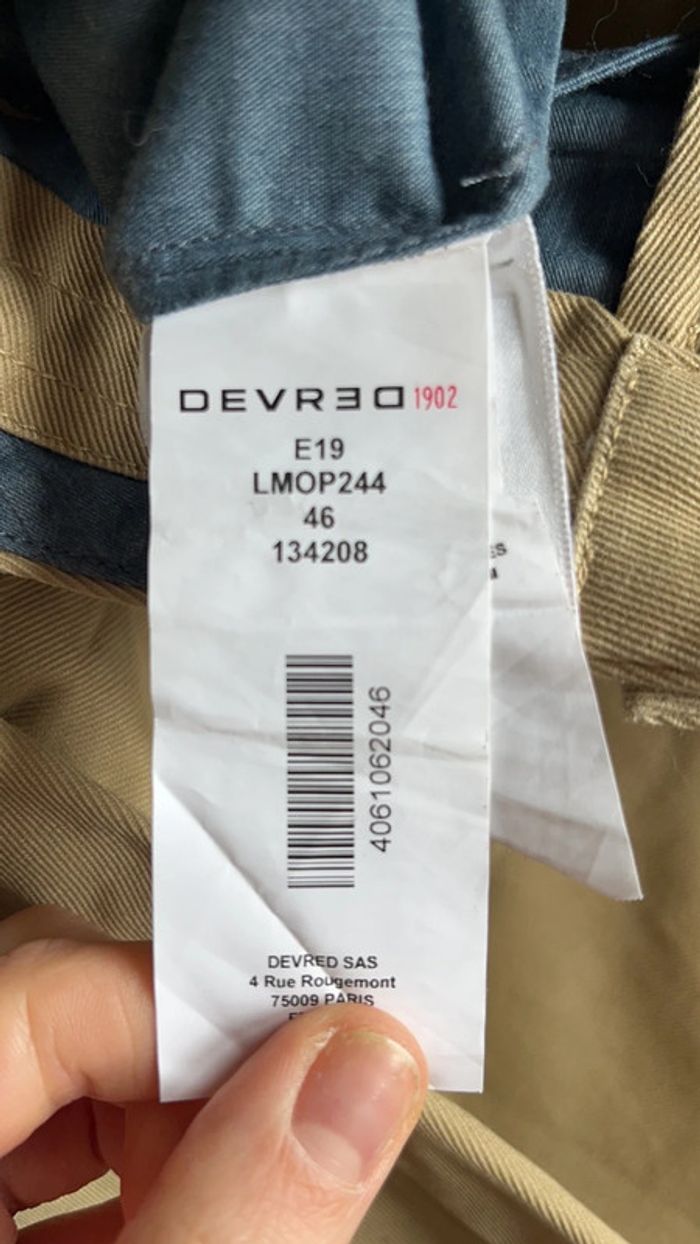 DEVRED 1902
E19
LMOP244
46
134208
4061062046
DEVRED SAS
4 Rue Rougemont
75009 PARIS